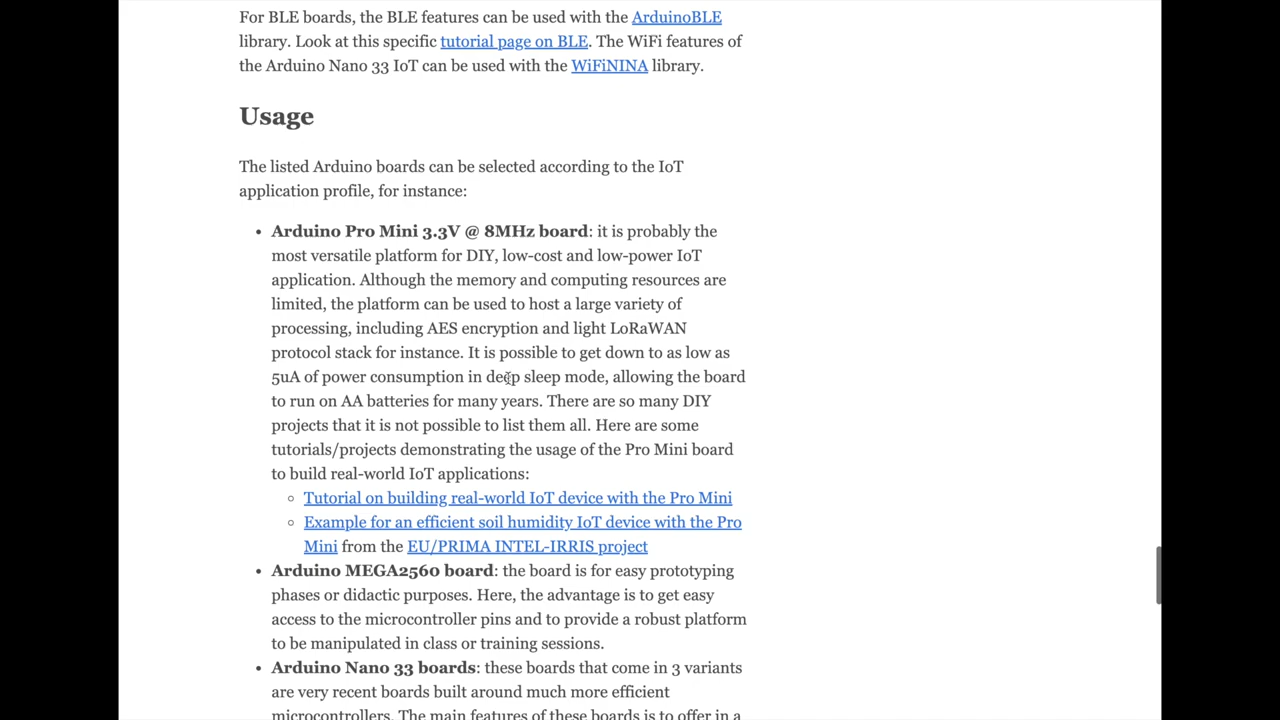 For BLE boards, the BLE features can be used with the ArduinoBLE
library. Look at this specific tutorial page on BLE. The WiFi features of
the Arduino Nano 33 IoT can be used with the WiFiNINA library.
Usage
The listed Arduino boards can be selected according to the IoT
application profile, for instance:
• Arduino Pro Mini 3.3V @ 8MHz board: it is probably the
most versatile platform for DIY, low-cost and low-power IoT
application. Although the memory and computing resources are
limited, the platform can be used to host a large variety of
processing, including AES encryption and light LoRaWAN
protocol stack for instance. It is possible to get down to as low as
5uA of power consumption in deep sleep mode, allowing the board
to run on AA batteries for many years. There are so many DIY
projects that it is not possible to list them all. Here are some
tutorials/projects demonstrating the usage of the Pro Mini board
to build real-world IoT applications:
◦ Tutorial on building real-world IoT device with the Pro Mini
◦ Example for an efficient soil humidity IoT device with the Pro
Mini from the EU/PRIMA INTEL-IRRIS project
• Arduino MEGA2560 board: the board is for easy prototyping
phases or didactic purposes. Here, the advantage is to get easy
access to the microcontroller pins and to provide a robust platform
to be manipulated in class or training sessions.
• Arduino Nano 33 boards: these boards that come in 3 variants
are very recent boards built around much more efficient
microcontrollers. The main features of these boards is to offer in a